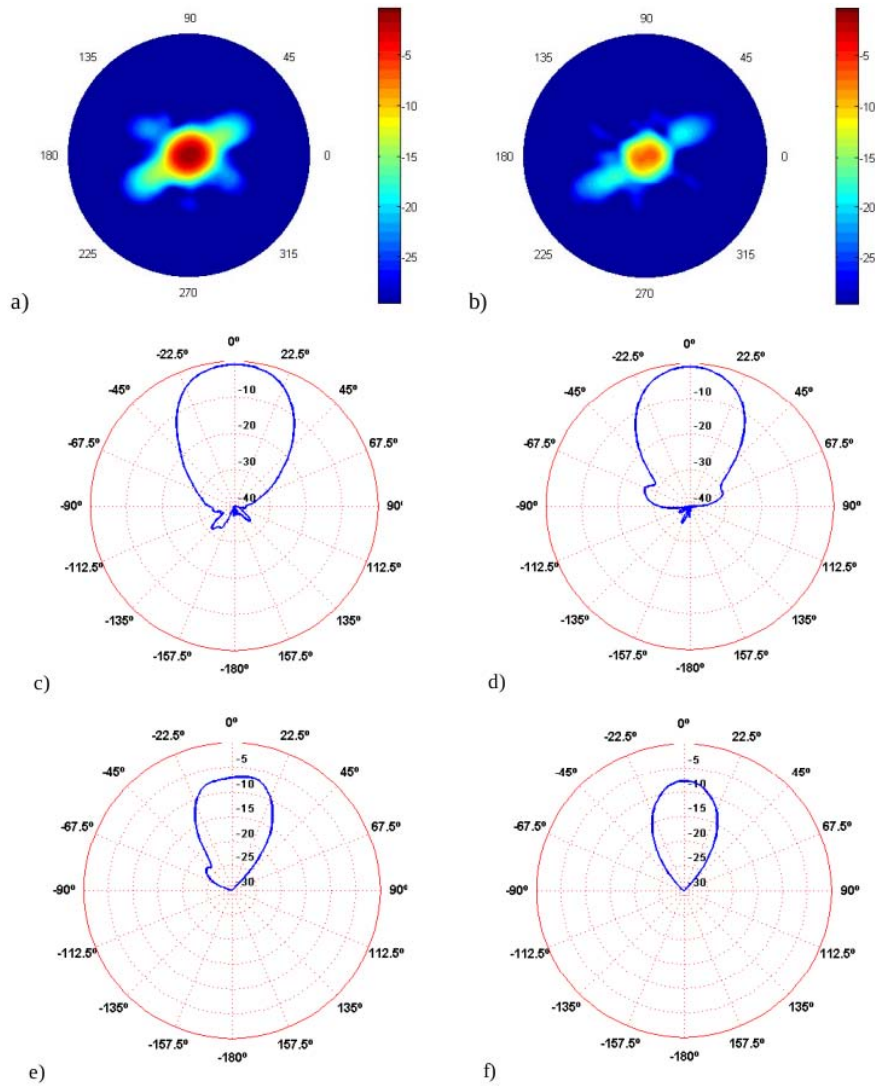 90
135
45
180
0
225
315
270
-5
-10
-15
-20
-25
a)
90
135
45
180
0
225
315
270
-5
-10
-15
-20
-25
b)
0º
-22.5º
22.5º
-45º
45º
-67.5º
67.5º
-90º
90º
-112.5º
112.5º
-135º
135º
-157.5º
157.5º
-180º
-10
-20
-30
-40
c)
0º
-22.5º
22.5º
-45º
45º
-67.5º
67.5º
-90º
90º
-112.5º
112.5º
-135º
135º
-157.5º
157.5º
-180º
-10
-20
-30
-40
d)
0º
-22.5º
22.5º
-45º
45º
-67.5º
67.5º
-90º
90º
-112.5º
112.5º
-135º
135º
-157.5º
157.5º
-180º
-5
-10
-15
-20
-25
-30
e)
0º
-22.5º
22.5º
-45º
45º
-67.5º
67.5º
-90º
90º
-112.5º
112.5º
-135º
135º
-157.5º
157.5º
-180º
-5
-10
-15
-20
-25
-30
f)